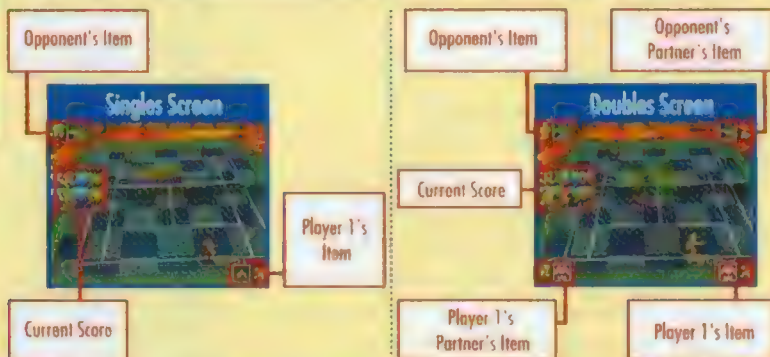 Opponent's Item
Singles Screen
Player 1's
Item
Current Score
Opponent's Item
Opponent's
Partner's Item
Doubles Screen
Current Score
Player 1's
Partner's Item
Player 1's Item